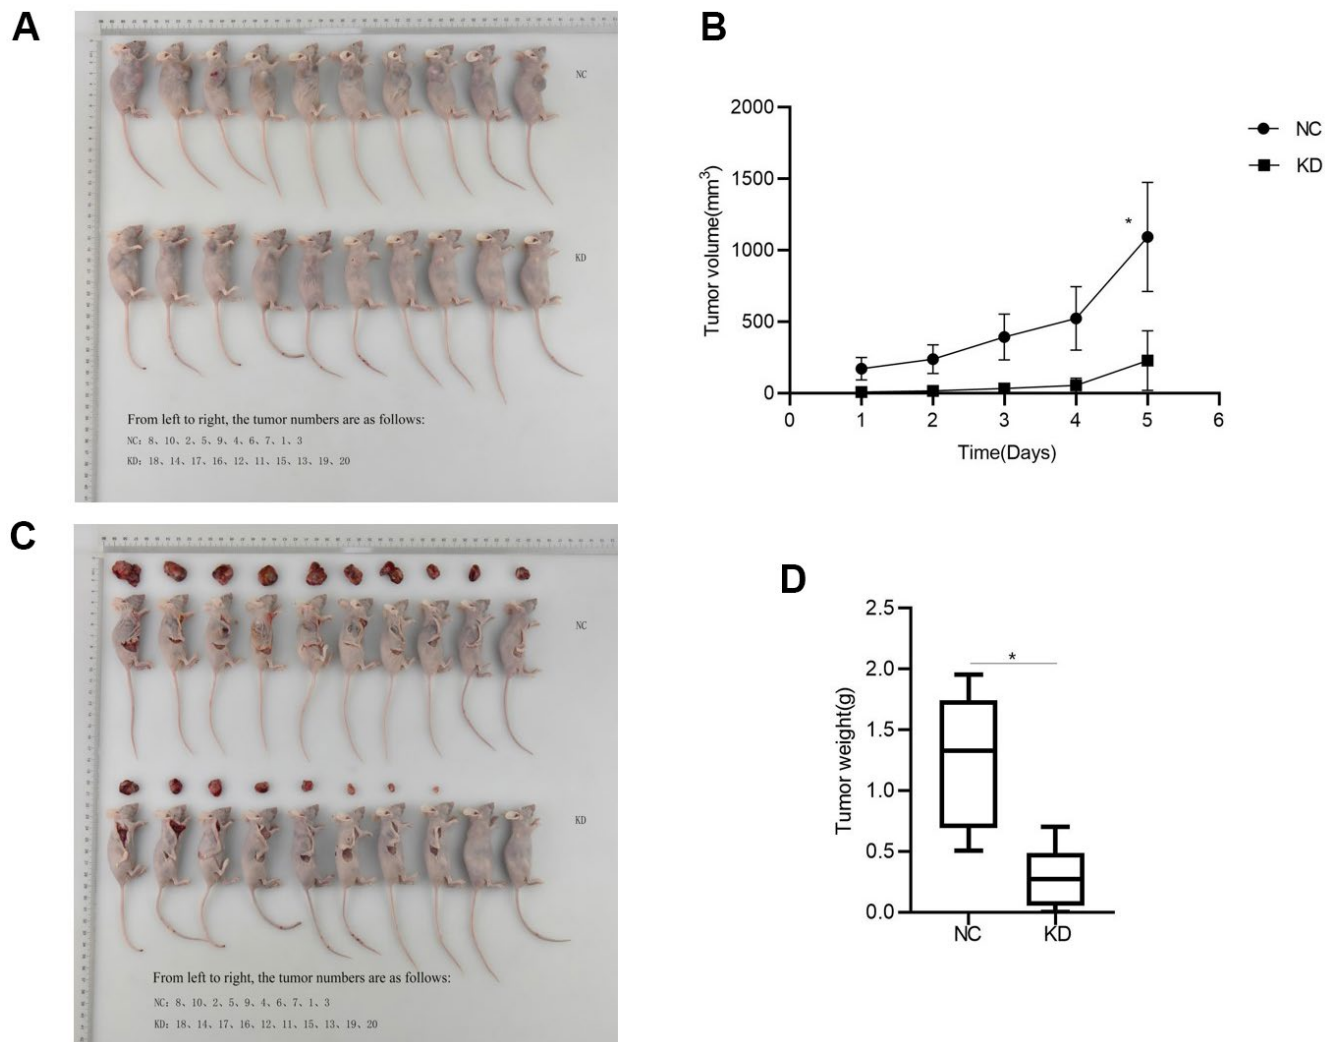 A
NC
KD
From left to right, the tumor numbers are as follows:
NC: 8、10、2、5、9、4、6、7、1、3
KD: 18、14、17、16、12、11、15、13、19、20
B
2000
1500
1000
500
0
Tumor volume(mm³)
*
0 1 2 3 4 5 6
Time(Days)
NC
KD
C
NC
KD
From left to right, the tumor numbers are as follows:
NC: 8、10、2、5、9、4、6、7、1、3
KD: 18、14、17、16、12、11、15、13、19、20
D
2.5
2.0
1.5
1.0
0.5
0.0
Tumor weight(g)
*
NC KD